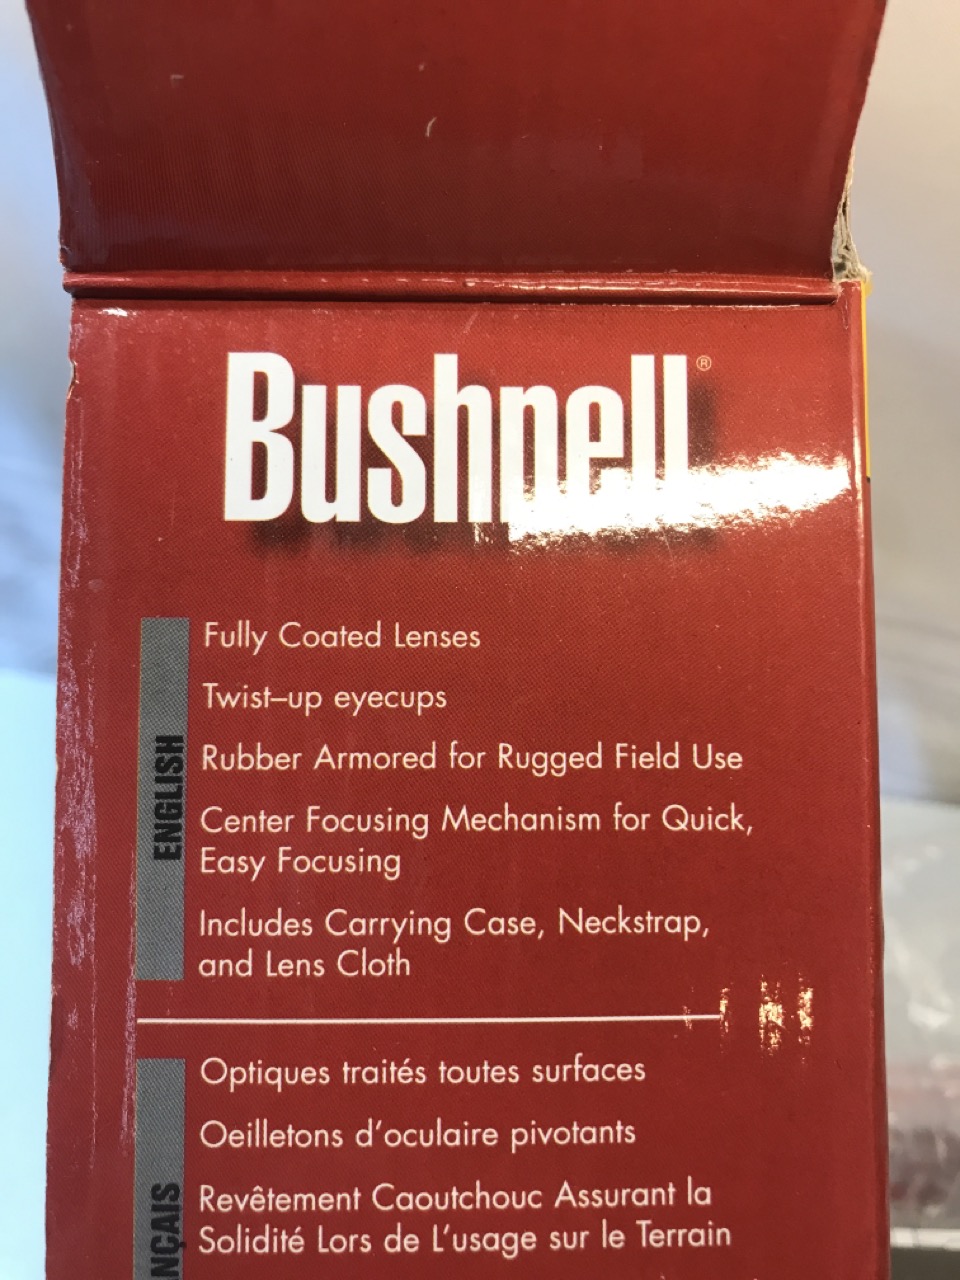 Bushnell®
ENGLISH
Fully Coated Lenses
Twist–up eyecups
Rubber Armored for Rugged Field Use
Center Focusing Mechanism for Quick,
Easy Focusing
Includes Carrying Case, Neckstrap,
and Lens Cloth
NÇAIS
Optiques traités toutes surfaces
Oeilletons d'oculaire pivotants
Revêtement Caoutchouc Assurant la
Solidité Lors de L'usage sur le Terrain